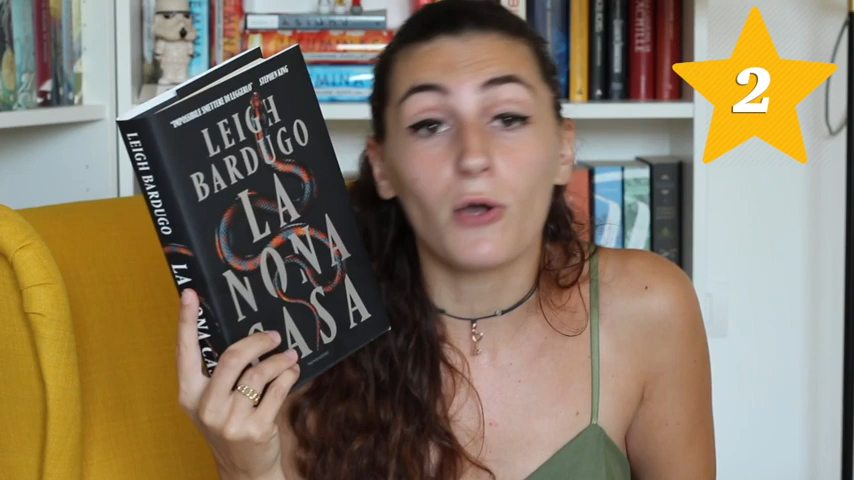 "IMPOSSIBILE SMETTERE DI LEGGERLO" STEPHEN KING
LEIGH
BARDUGO
LA
NONA
CASA
LEIGH BARDUGO
LA NONA CA
2